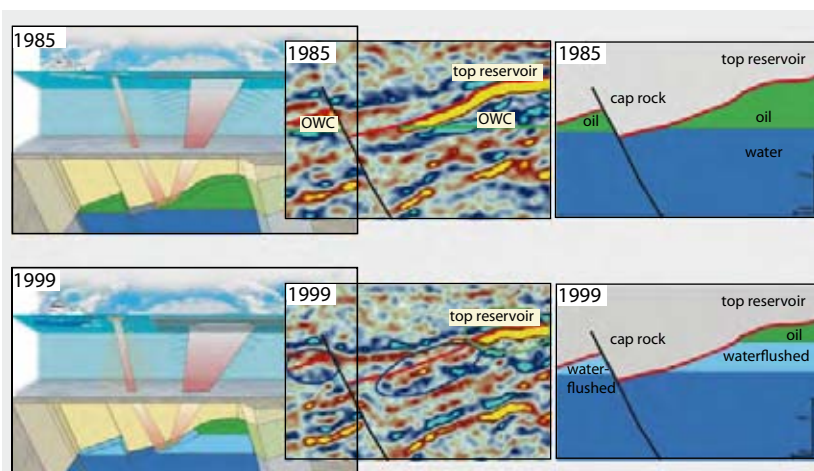 1985
1985
top reservoir
OWC
OWC
1985
top reservoir
cap rock
oil
oil
water
1999
1999
top reservoir
1999
top reservoir
cap rock
oil
waterflushed
water-
flushed